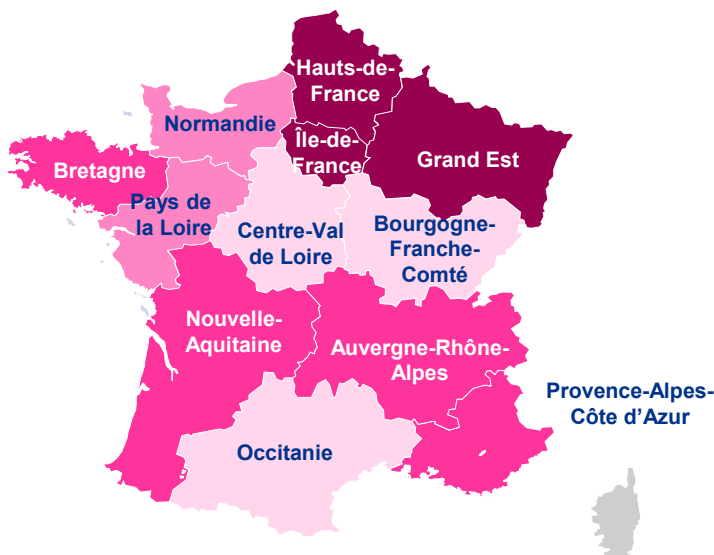 Hauts-de-
France
Normandie
Île-de-
France
Grand Est
Bretagne
Pays de
la Loire
Centre-Val
de Loire
Bourgogne-
Franche-
Comté
Nouvelle-
Aquitaine
Auvergne-Rhône-
Alpes
Provence-Alpes-
Côte d’Azur
Occitanie